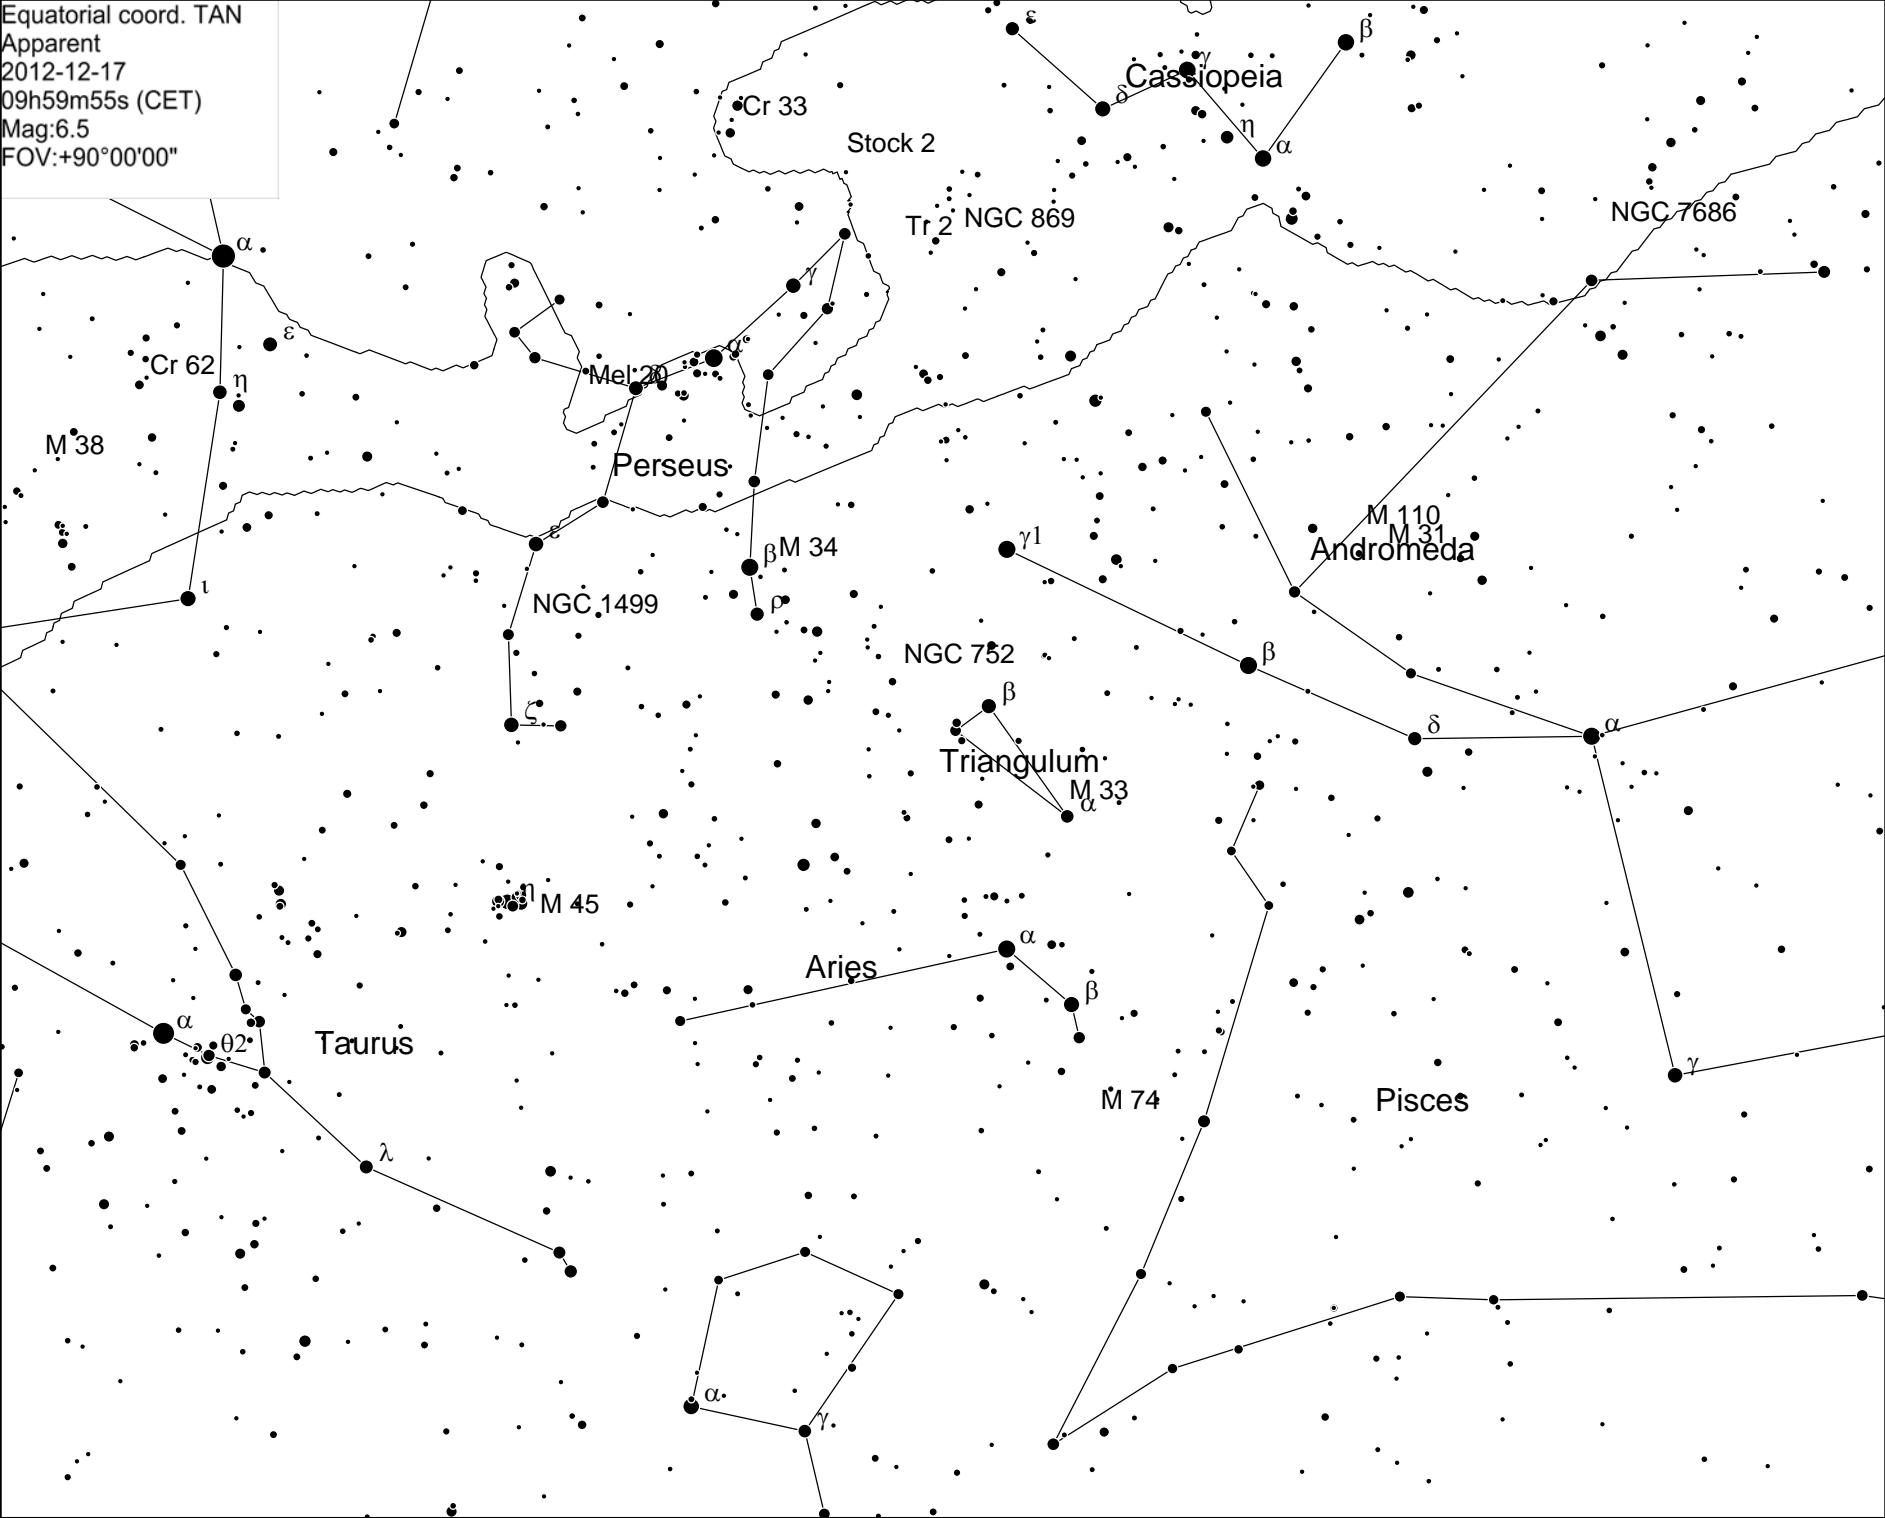 Equatorial coord. TAN
Apparent
2012-12-17
09h59m55s (CET)
Mag:6.5
FOV:+90°00'00"
ε
β
γ
Cassiopeia
δ
Cr 33
η
Stock 2
α
NGC 7686
Tr 2
NGC 869
α
γ
ε
α
Cr 62
Mel 20
δ
η
M 38
Perseus
M 110
M 31
Andromeda
ε
γ1
β
M 34
ι
NGC 1499
ρ
NGC 752
β
β
ζ
δ
α
Triangulum
M 33
α
η
M 45
α
Aries
β
α
θ2
Taurus
γ
M 74
Pisces
λ
α
γ